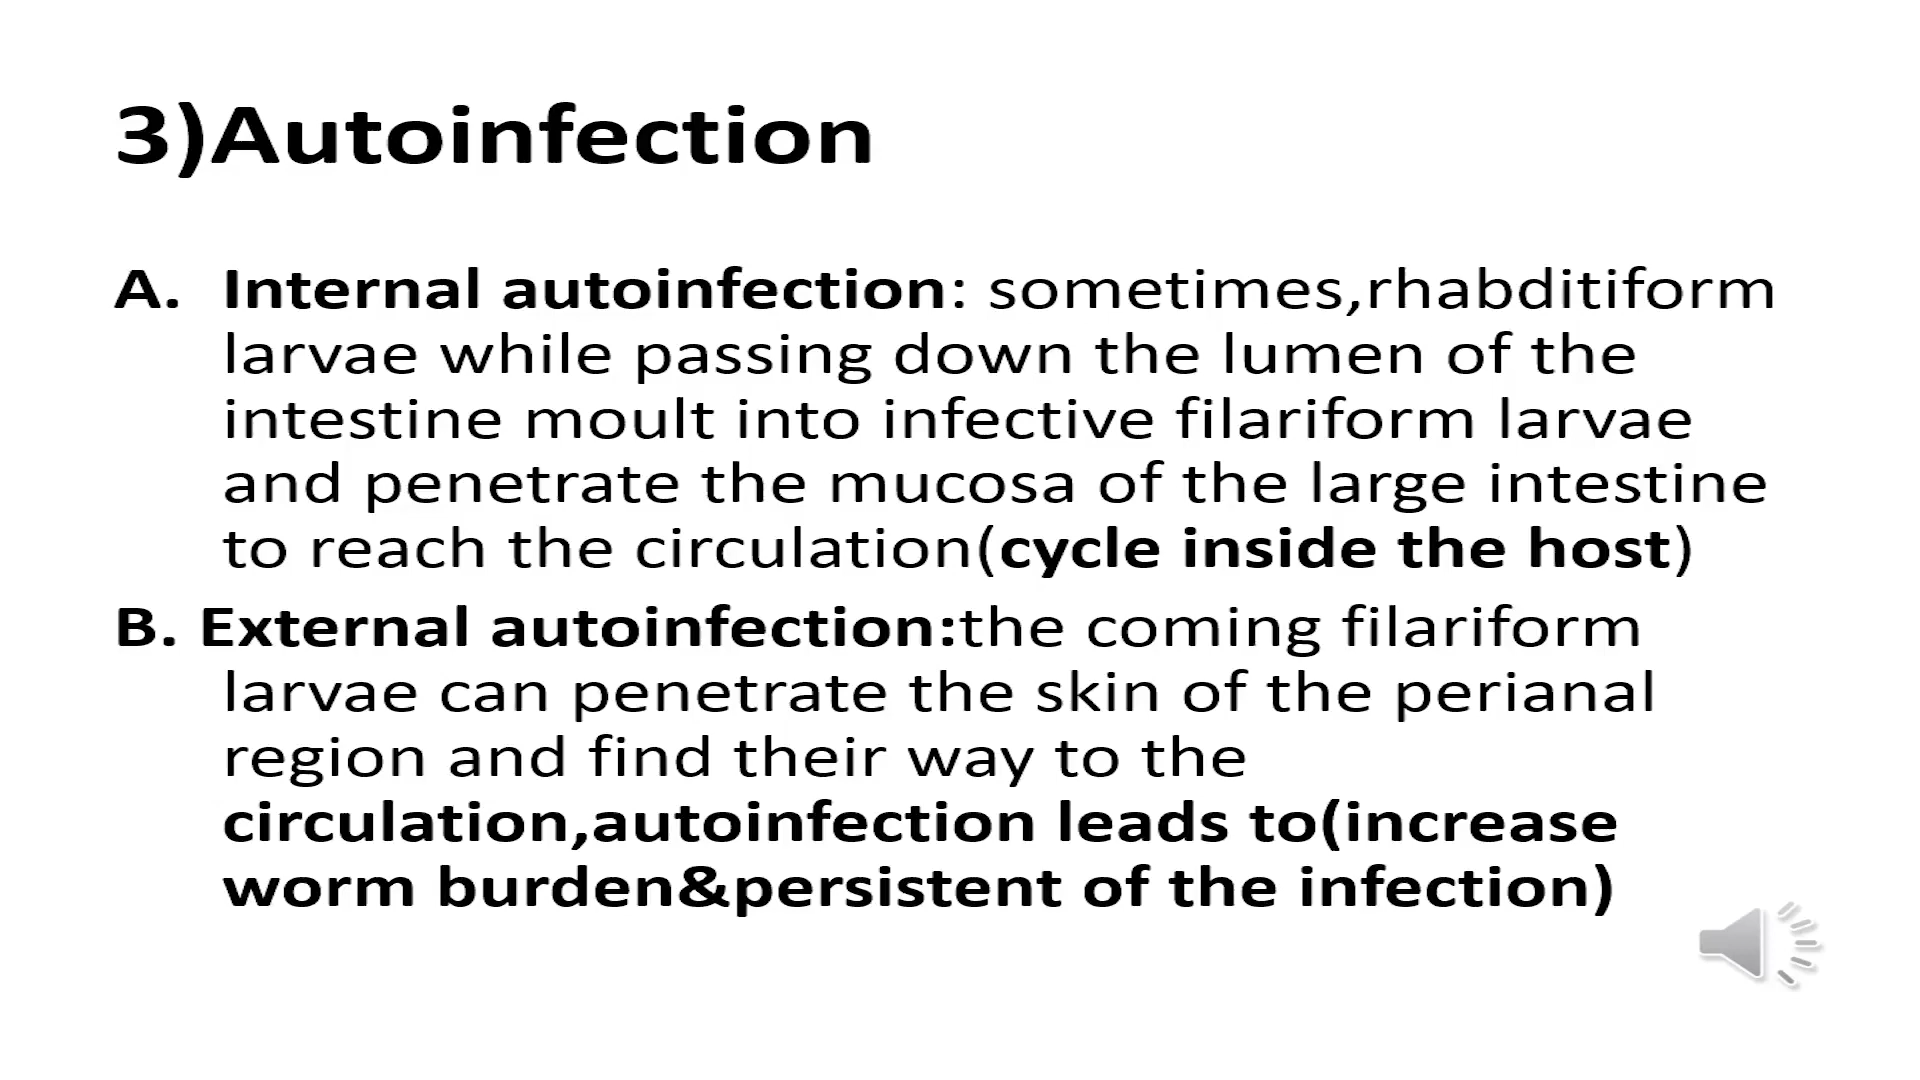 3)Autoinfection
A. Internal autoinfection: sometimes,rhabditiform
larvae while passing down the lumen of the
intestine moult into infective filariform larvae
and penetrate the mucosa of the large intestine
to reach the circulation(cycle inside the host)
B. External autoinfection:the coming filariform
larvae can penetrate the skin of the perianal
region and find their way to the
circulation,autoinfection leads to(increase
worm burden&persistent of the infection)